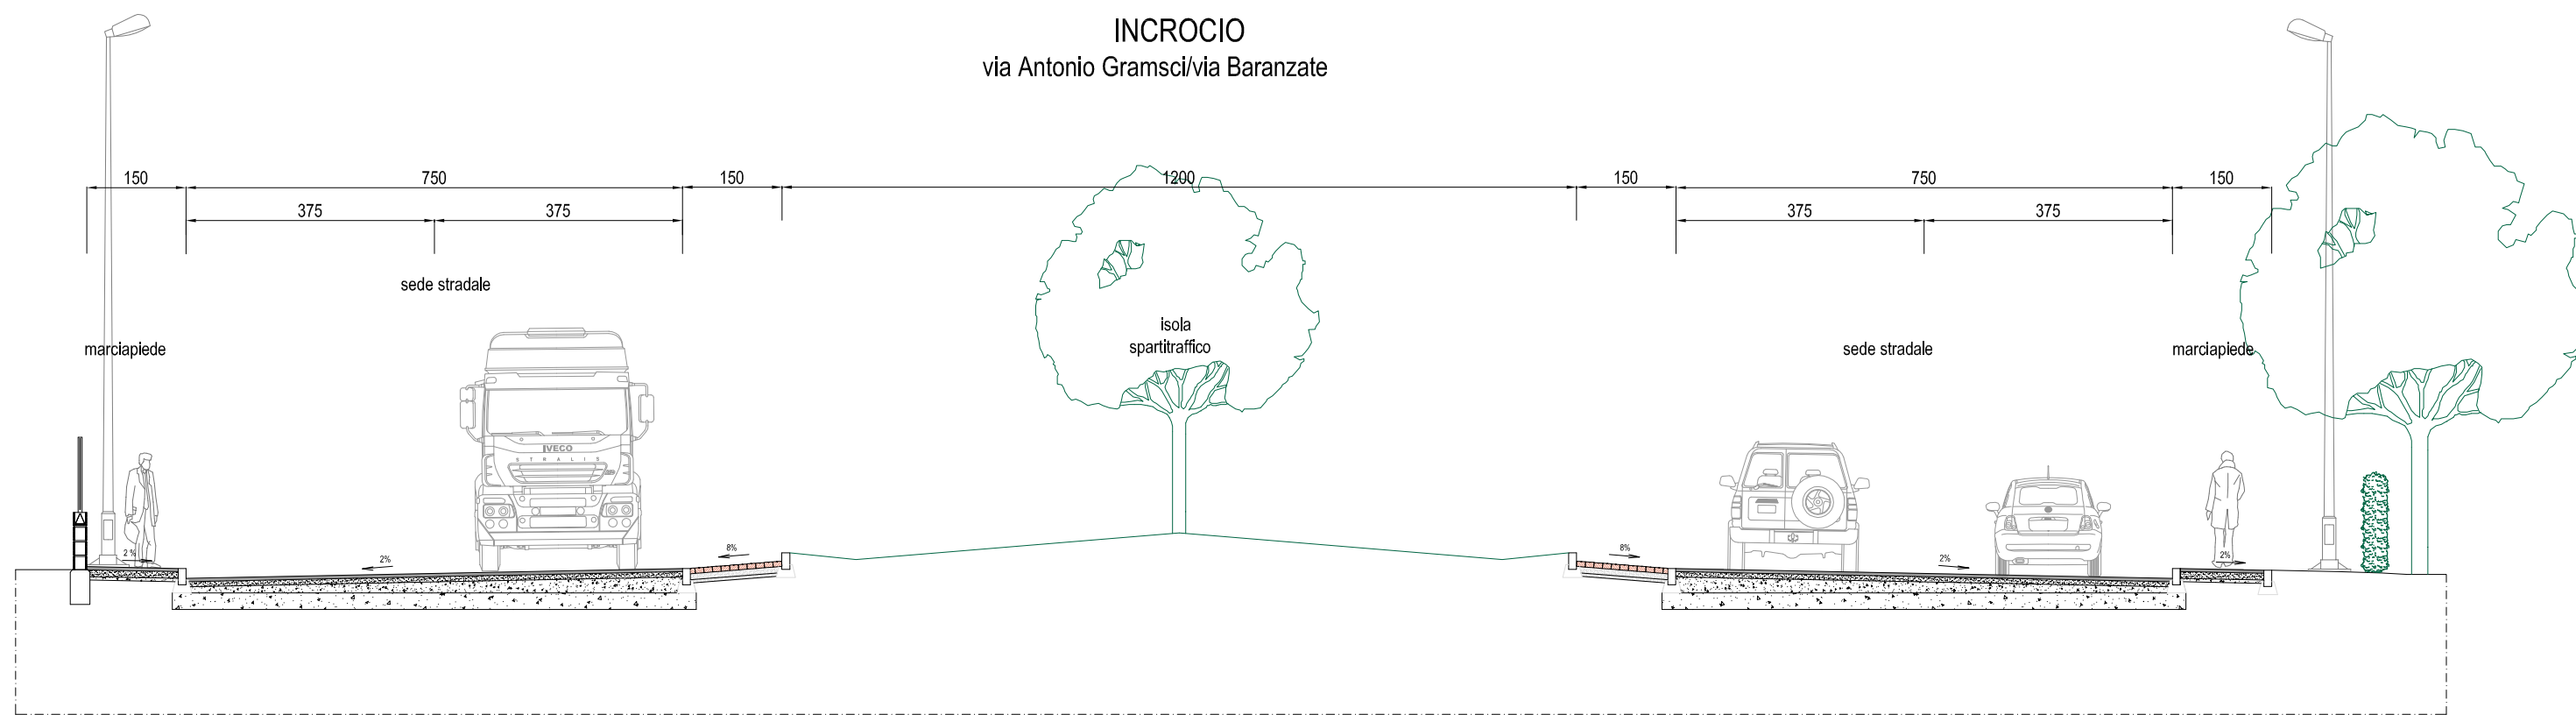 INCROCIO
via Antonio Gramsci/via Baranzate
150
750
150
1200
150
750
150
375
375
375
375
sede stradale
isola
spartitraffico
marciapiede
sede stradale
marciapiede
IVECO
STRALIS
2 %
2%
8%
8%
2%
2%